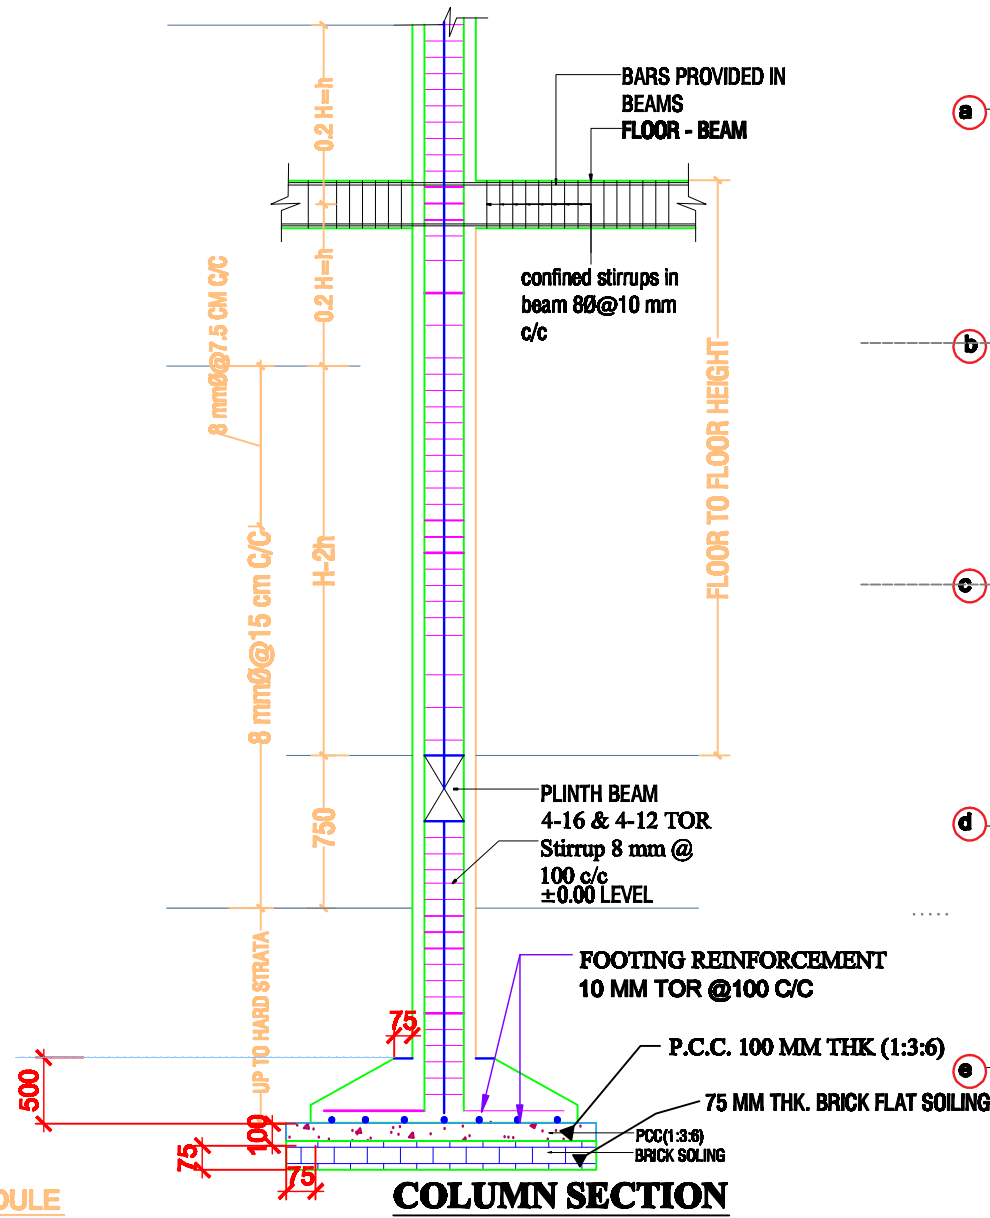 BARS PROVIDED IN
BEAMS
FLOOR - BEAM
a
0.2 H=h
confined stirrups in
beam 8Ø@10 mm
c/c
0.2 H=h
8 mmØ@7.5 CM C/C
b
FLOOR TO FLOOR HEIGHT
H-2h
8 mmØ@15 cm C/C
c
PLINTH BEAM
4-16 & 4-12 TOR
Stirrup 8 mm @
100 c/c
±0.00 LEVEL
750
d
UP TO HARD STRATA
FOOTING REINFORCEMENT
10 MM TOR @100 C/C
75
P.C.C. 100 MM THK (1:3:6)
e
500
75 MM THK. BRICK FLAT SOILING
100
PCC(1:3:6)
BRICK SOLING
75
75
COLUMN SECTION
DULE